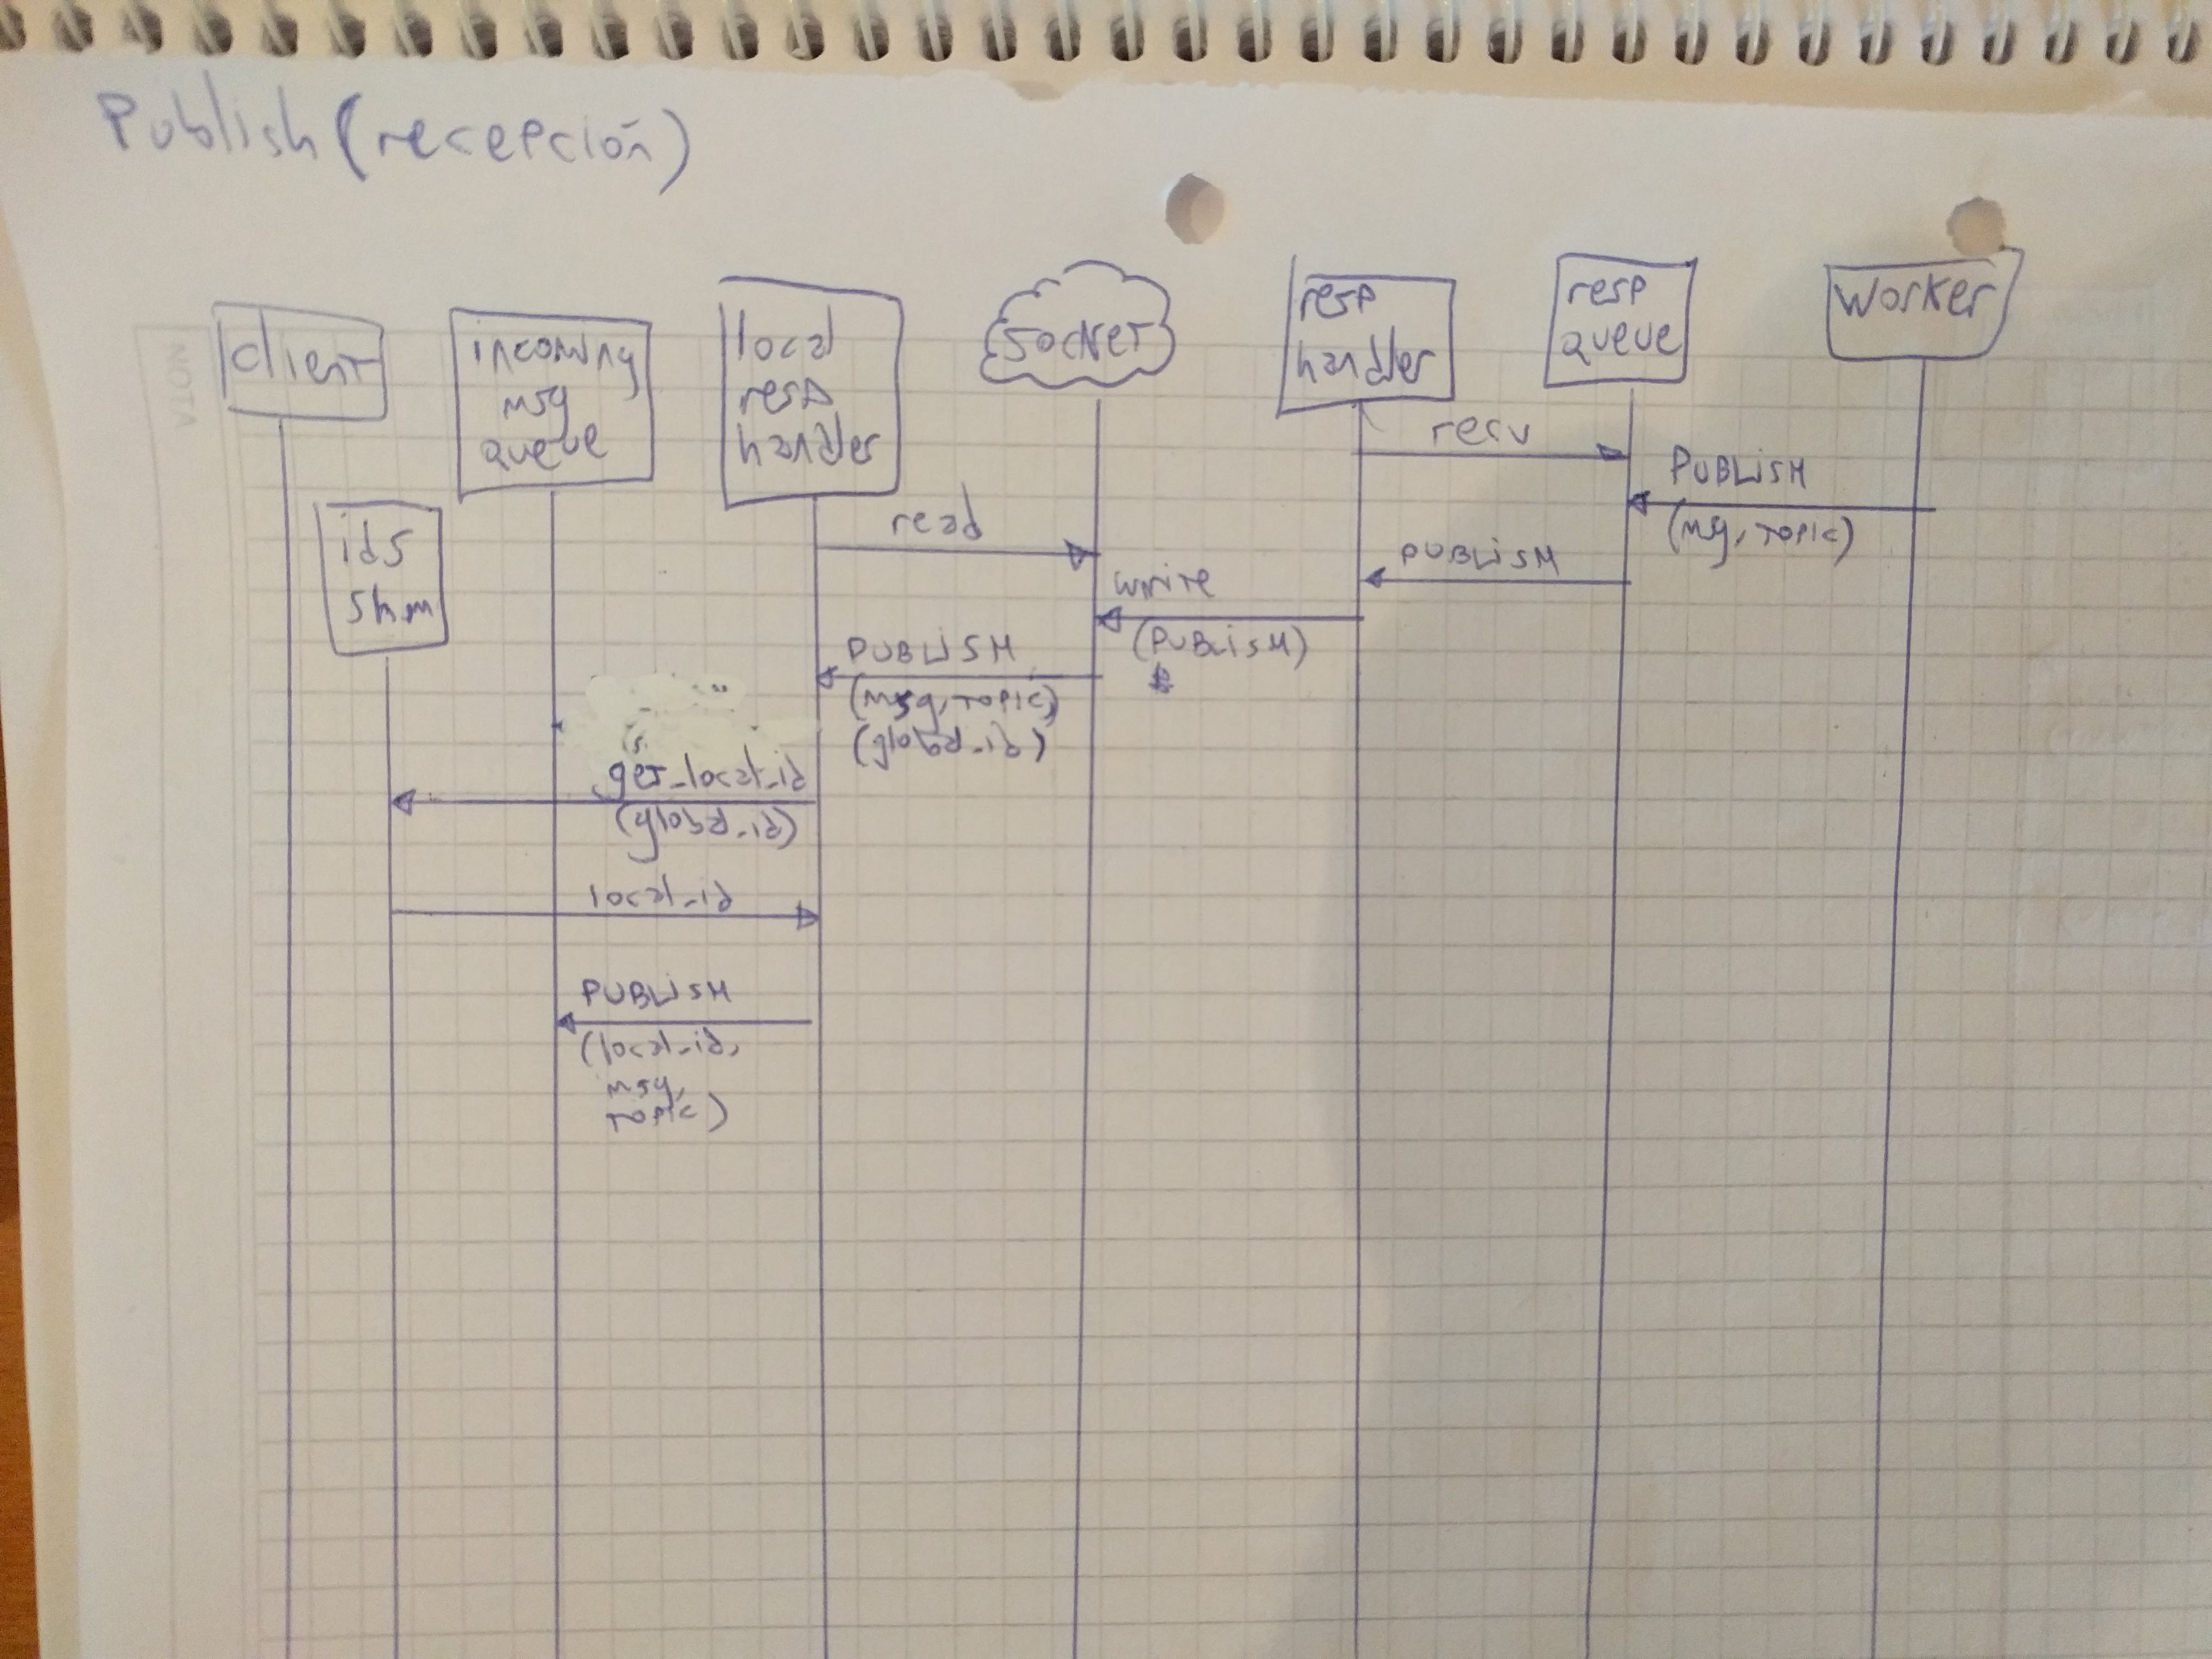 Publish (recepción)
NOTA
client
incoming
msg
queue
local
resp
handler
socket
resp
handler
resp
queue
worker
ids
shm
recv
PUBLISH
(msg, TOPIC)
read
PUBLISH
write
(PUBLISH)
PUBLISH
(msg, TOPIC)
(global_id)
get_local_id
(global_id)
local_id
PUBLISH
(local_id,
msg,
TOPIC)